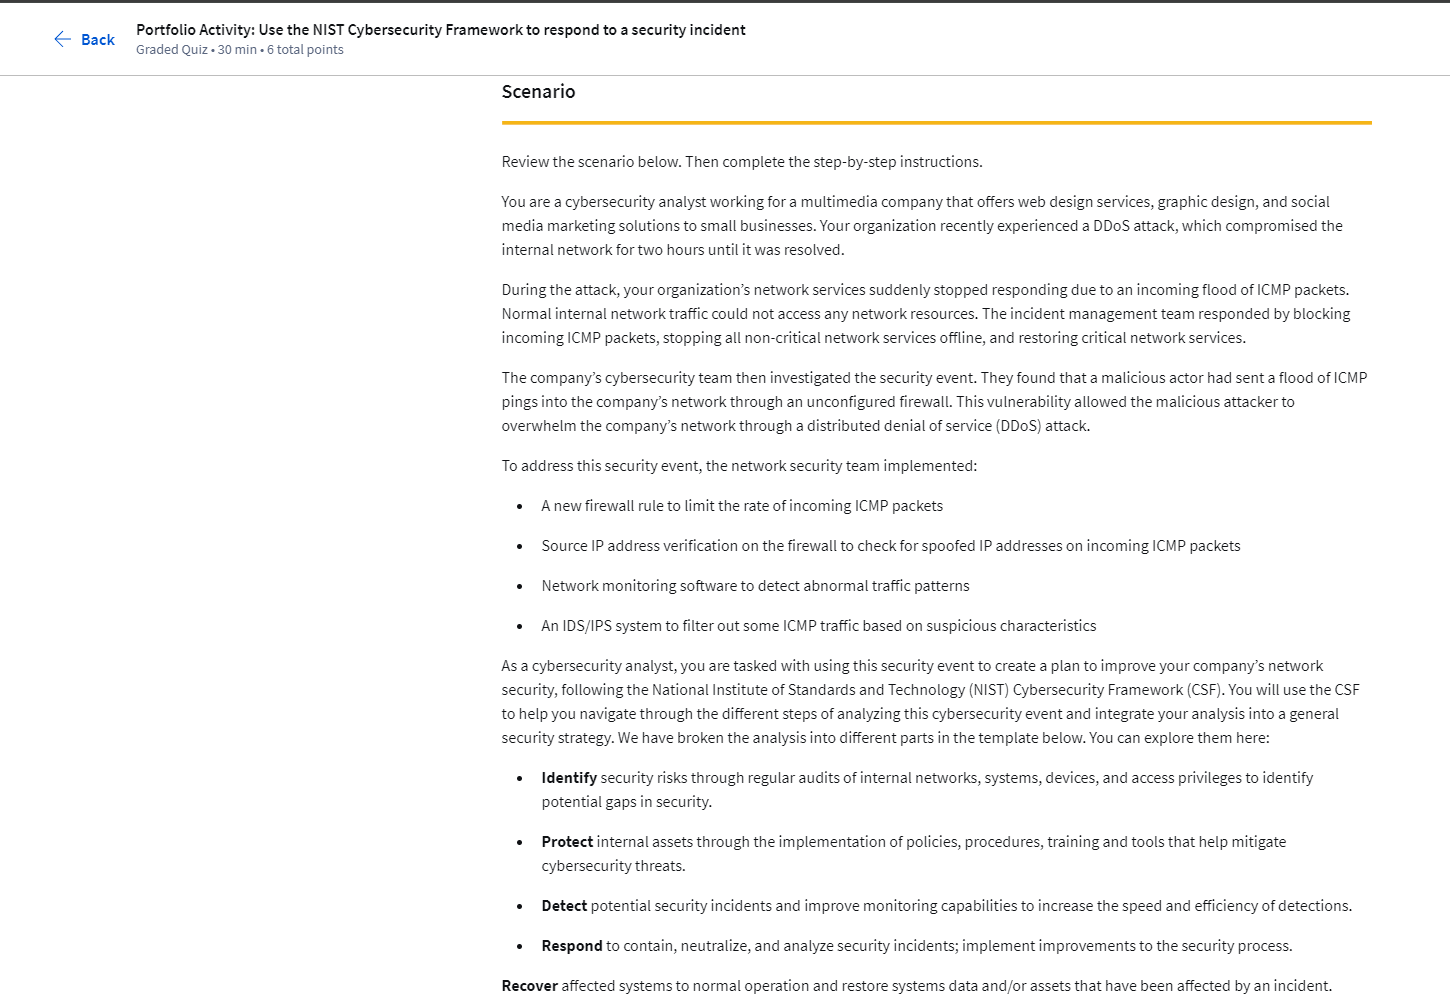 Back
Portfolio Activity: Use the NIST Cybersecurity Framework to respond to a security incident
Graded Quiz • 30 min • 6 total points
Scenario
Review the scenario below. Then complete the step-by-step instructions.
You are a cybersecurity analyst working for a multimedia company that offers web design services, graphic design, and social
media marketing solutions to small businesses. Your organization recently experienced a DDoS attack, which compromised the
internal network for two hours until it was resolved.
During the attack, your organization’s network services suddenly stopped responding due to an incoming flood of ICMP packets.
Normal internal network traffic could not access any network resources. The incident management team responded by blocking
incoming ICMP packets, stopping all non-critical network services offline, and restoring critical network services.
The company’s cybersecurity team then investigated the security event. They found that a malicious actor had sent a flood of ICMP
pings into the company’s network through an unconfigured firewall. This vulnerability allowed the malicious attacker to
overwhelm the company’s network through a distributed denial of service (DDoS) attack.
To address this security event, the network security team implemented:
• A new firewall rule to limit the rate of incoming ICMP packets
• Source IP address verification on the firewall to check for spoofed IP addresses on incoming ICMP packets
• Network monitoring software to detect abnormal traffic patterns
• An IDS/IPS system to filter out some ICMP traffic based on suspicious characteristics
As a cybersecurity analyst, you are tasked with using this security event to create a plan to improve your company’s network
security, following the National Institute of Standards and Technology (NIST) Cybersecurity Framework (CSF). You will use the CSF
to help you navigate through the different steps of analyzing this cybersecurity event and integrate your analysis into a general
security strategy. We have broken the analysis into different parts in the template below. You can explore them here:
• Identify security risks through regular audits of internal networks, systems, devices, and access privileges to identify
potential gaps in security.
• Protect internal assets through the implementation of policies, procedures, training and tools that help mitigate
cybersecurity threats.
• Detect potential security incidents and improve monitoring capabilities to increase the speed and efficiency of detections.
• Respond to contain, neutralize, and analyze security incidents; implement improvements to the security process.
Recover affected systems to normal operation and restore systems data and/or assets that have been affected by an incident.